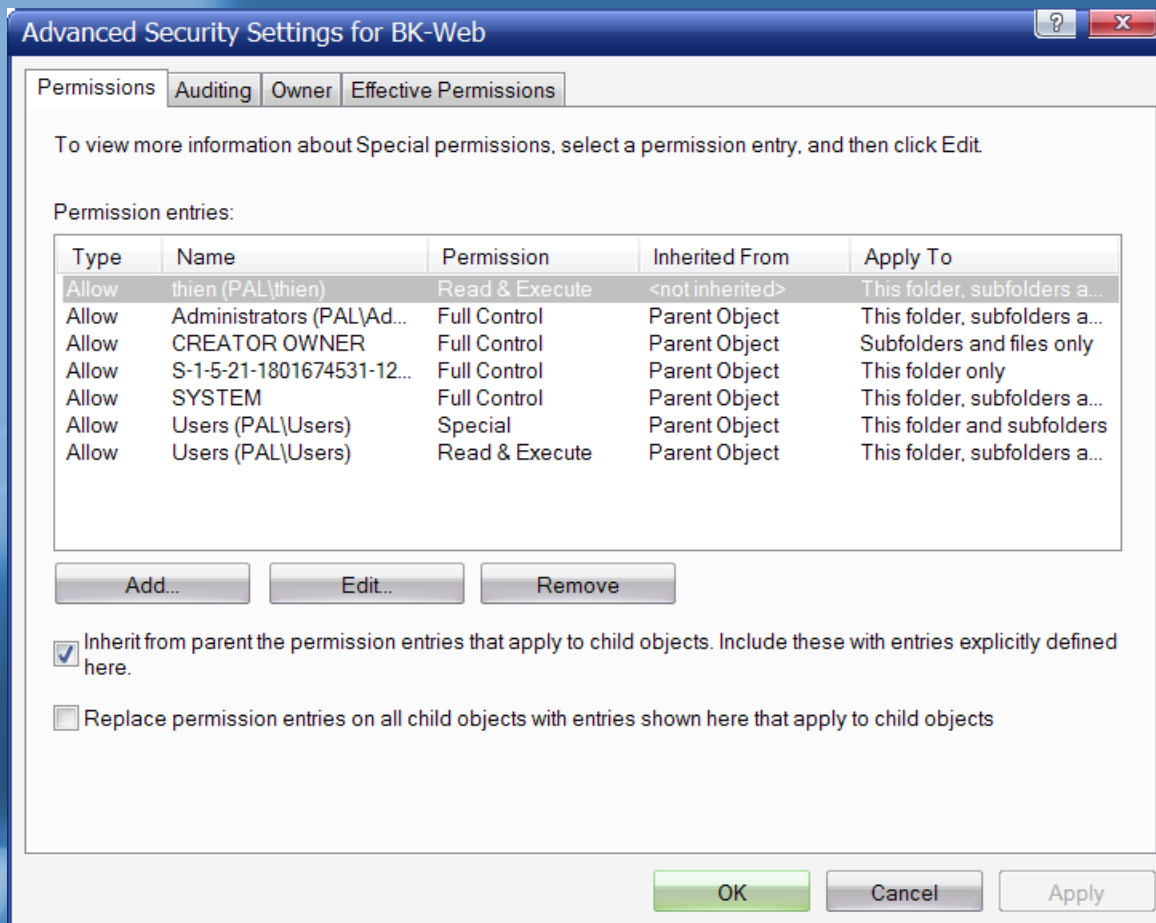 Advanced Security Settings for BK-Web
?
X
Permissions Auditing Owner Effective Permissions
To view more information about Special permissions, select a permission entry, and then click Edit.
Permission entries:
Type Name Permission Inherited From Apply To
Allow thien (PAL\thien) Read & Execute <not inherited> This folder, subfolders a...
Allow Administrators (PAL\Ad... Full Control Parent Object This folder, subfolders a...
Allow CREATOR OWNER Full Control Parent Object Subfolders and files only
Allow S-1-5-21-1801674531-12... Full Control Parent Object This folder only
Allow SYSTEM Full Control Parent Object This folder, subfolders a...
Allow Users (PAL\Users) Special Parent Object This folder and subfolders
Allow Users (PAL\Users) Read & Execute Parent Object This folder, subfolders a...
Add... Edit... Remove
Inherit from parent the permission entries that apply to child objects. Include these with entries explicitly defined
here.
Replace permission entries on all child objects with entries shown here that apply to child objects
OK Cancel Apply